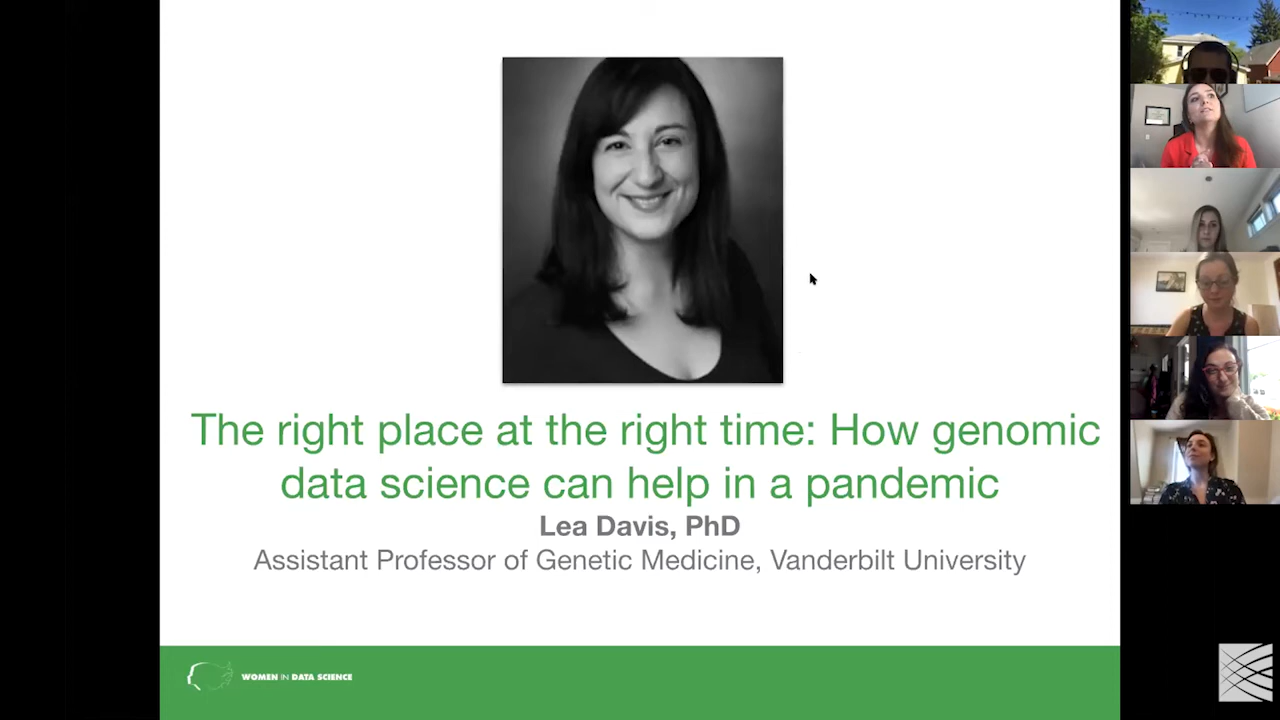 The right place at the right time: How genomic
data science can help in a pandemic
Lea Davis, PhD
Assistant Professor of Genetic Medicine, Vanderbilt University
WOMEN IN DATA SCIENCE